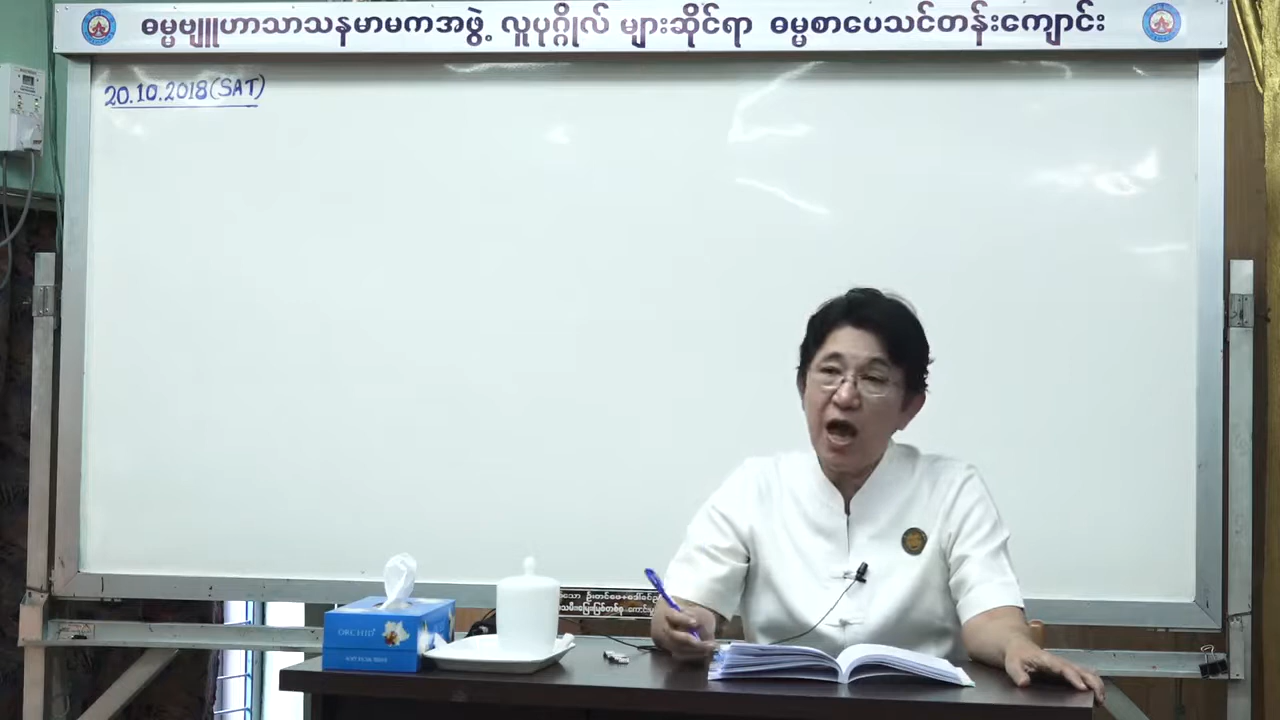 ဓမ္မဗျူဟာသာသနမာမကအဖွဲ့ လူပုဂ္ဂိုလ် များဆိုင်ရာ ဓမ္မစာပေသင်တန်းကျောင်း
20.10.2018(SAT)
ORCHID